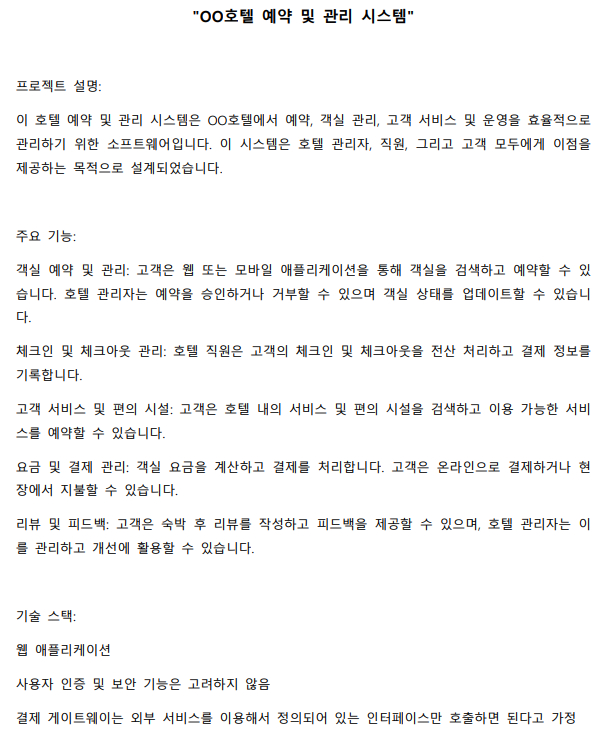 "OO호텔 예약 및 관리 시스템"
프로젝트 설명:
이 호텔 예약 및 관리 시스템은 OO호텔에서 예약, 객실 관리, 고객 서비스 및 운영을 효율적으로
관리하기 위한 소프트웨어입니다. 이 시스템은 호텔 관리자, 직원, 그리고 고객 모두에게 이점을
제공하는 목적으로 설계되었습니다.
주요 기능:
객실 예약 및 관리: 고객은 웹 또는 모바일 애플리케이션을 통해 객실을 검색하고 예약할 수 있
습니다. 호텔 관리자는 예약을 승인하거나 거부할 수 있으며 객실 상태를 업데이트할 수 있습니
다.
체크인 및 체크아웃 관리: 호텔 직원은 고객의 체크인 및 체크아웃을 전산 처리하고 결제 정보를
기록합니다.
고객 서비스 및 편의 시설: 고객은 호텔 내의 서비스 및 편의 시설을 검색하고 이용 가능한 서비
스를 예약할 수 있습니다.
요금 및 결제 관리: 객실 요금을 계산하고 결제를 처리합니다. 고객은 온라인으로 결제하거나 현
장에서 지불할 수 있습니다.
리뷰 및 피드백: 고객은 숙박 후 리뷰를 작성하고 피드백을 제공할 수 있으며, 호텔 관리자는 이
를 관리하고 개선에 활용할 수 있습니다.
기술 스택:
웹 애플리케이션
사용자 인증 및 보안 기능은 고려하지 않음
결제 게이트웨이는 외부 서비스를 이용해서 정의되어 있는 인터페이스만 호출하면 된다고 가정